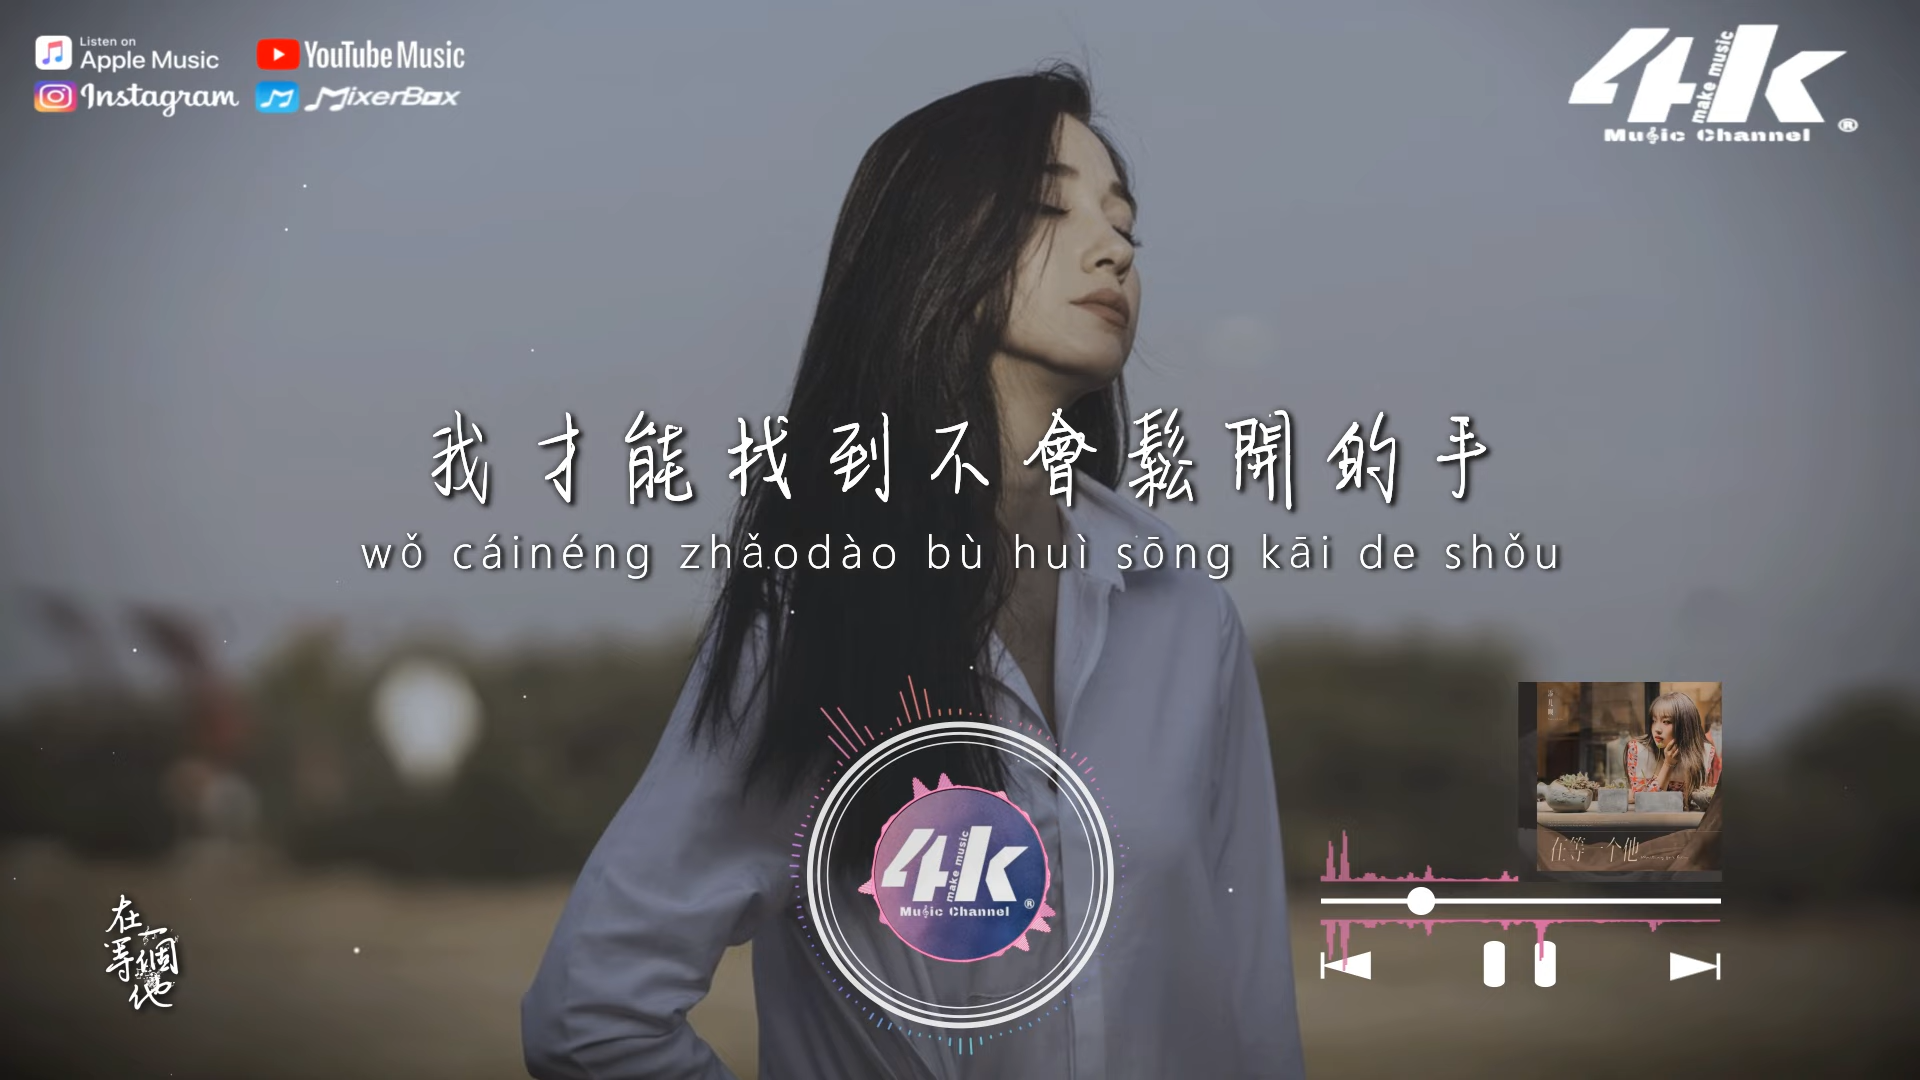 Listen on
Apple Music
YouTube Music
Instagram
MixerBox
4k
make music
Music Channel
®
我才能找到不會鬆開的手
wǒ cáinéng zhǎodào bù huì sōng kāi de shǒu
在等一个他
4k
make music
Music Channel
®
在等一個他